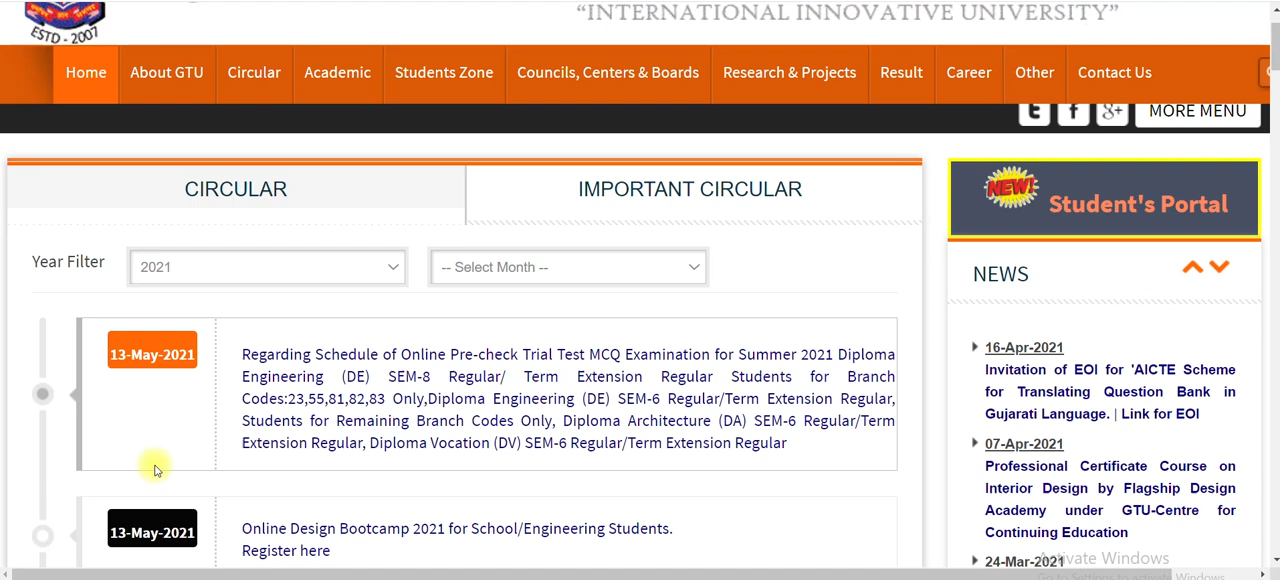 “INTERNATIONAL INNOVATIVE UNIVERSITY”
ESTD - 2007
Home About GTU Circular Academic Students Zone Councils, Centers & Boards Research & Projects Result Career Other Contact Us
t f g+ MORE MENU
CIRCULAR IMPORTANT CIRCULAR
NEW! Student's Portal
Year Filter 2021 -- Select Month --
NEWS
13-May-2021
Regarding Schedule of Online Pre-check Trial Test MCQ Examination for Summer 2021 Diploma
Engineering (DE) SEM-8 Regular/ Term Extension Regular Students for Branch
Codes:23,55,81,82,83 Only,Diploma Engineering (DE) SEM-6 Regular/Term Extension Regular,
Students for Remaining Branch Codes Only, Diploma Architecture (DA) SEM-6 Regular/Term
Extension Regular, Diploma Vocation (DV) SEM-6 Regular/Term Extension Regular
13-May-2021
Online Design Bootcamp 2021 for School/Engineering Students.
Register here
16-Apr-2021
Invitation of EOI for 'AICTE Scheme
for Translating Question Bank in
Gujarati Language. | Link for EOI
07-Apr-2021
Professional Certificate Course on
Interior Design by Flagship Design
Academy under GTU-Centre for
Continuing Education
24-Mar-2021
Activate Windows
Go to Settings to activate Windows.